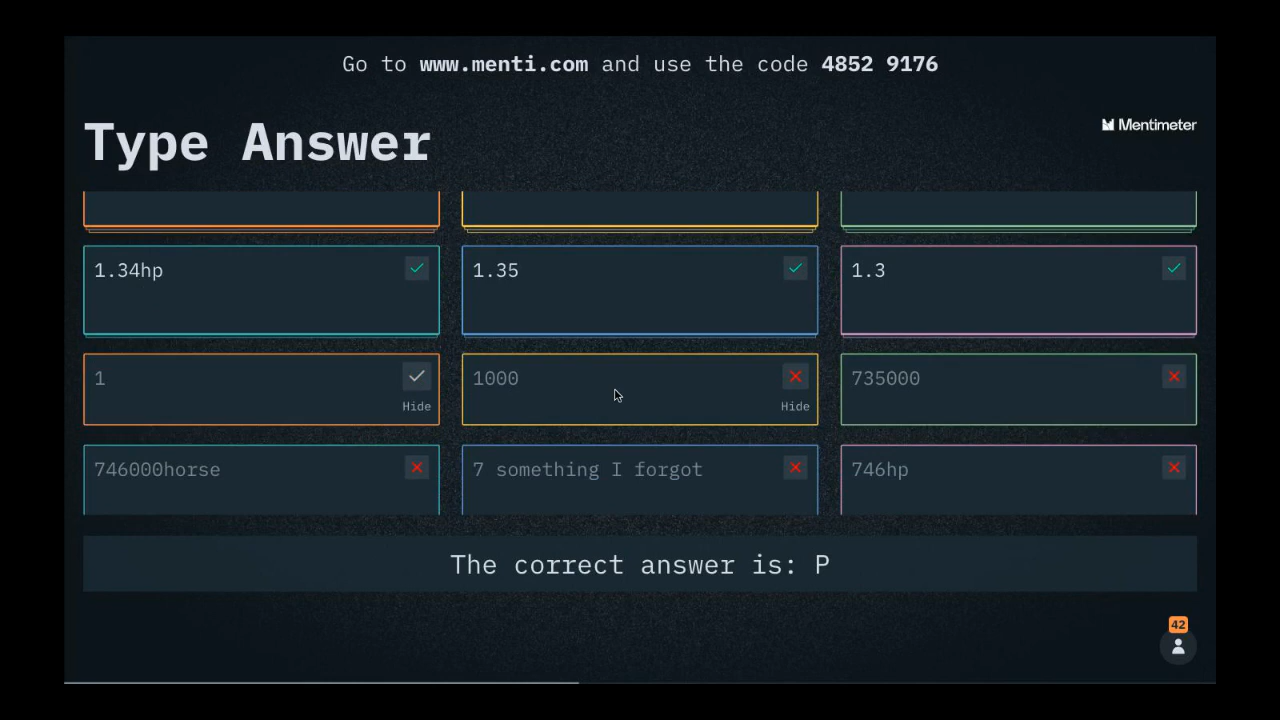 Go to www.menti.com and use the code 4852 9176
Type Answer
Mentimeter
1.34hp
1.35
1.3
1
Hide
1000
Hide
735000
746000horse
7 something I forgot
746hp
The correct answer is: P
42